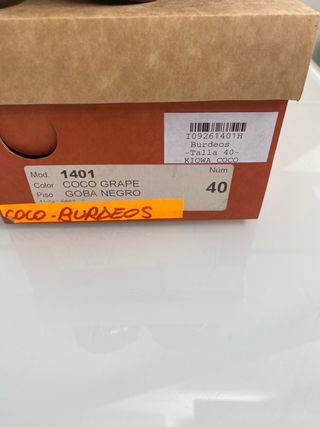 I09261401H
Burdeos
-Talla 40-
KIOWA COCO
Mod. 1401
Núm
Color COCO GRAPE
40
Piso GOBA NEGRO
COCO-BURDEOS